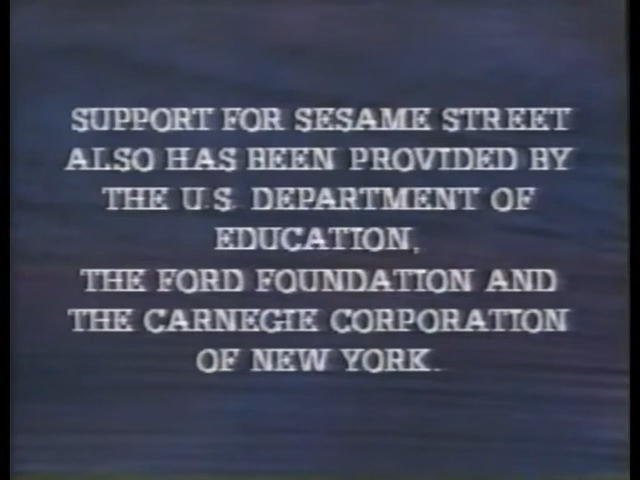 SUPPORT FOR SESAME STREET
ALSO HAS BEEN PROVIDED BY
THE U.S. DEPARTMENT OF
EDUCATION,
THE FORD FOUNDATION AND
THE CARNEGIE CORPORATION
OF NEW YORK.